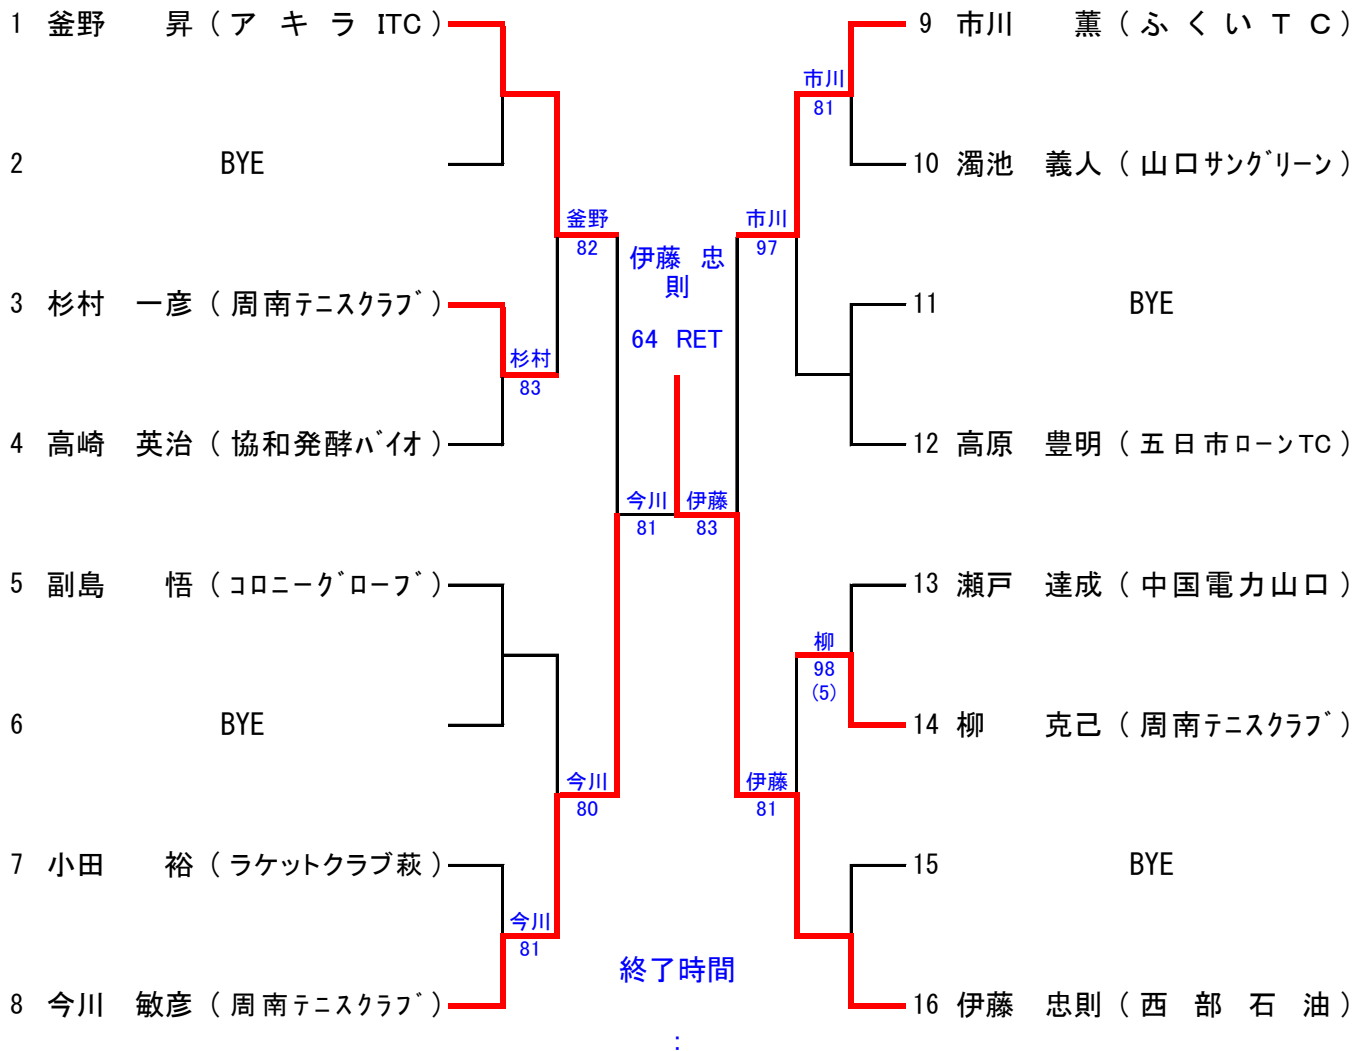 1 釜野 昇 ( ア キ ラ ITC )
9 市川 薫 ( ふ く い T C )
市川
81
2 BYE
10 濁池 義人 ( 山口サングリーン )
釜野
82
市川
97
伊藤 忠
則
3 杉村 一彦 ( 周南テニスクラブ )
11 BYE
64 RET
杉村
83
4 高崎 英治 ( 協和発酵バイオ )
12 高原 豊明 ( 五日市ローンTC )
今川
81
伊藤
83
5 副島 悟 ( コロニーグローブ )
13 瀬戸 達成 ( 中国電力山口 )
柳
98
(5)
6 BYE
14 柳 克己 ( 周南テニスクラブ )
今川
80
伊藤
81
7 小田 裕 ( ラケットクラブ萩 )
15 BYE
今川
81
終了時間
8 今川 敏彦 ( 周南テニスクラブ )
16 伊藤 忠則 ( 西 部 石 油 )
: